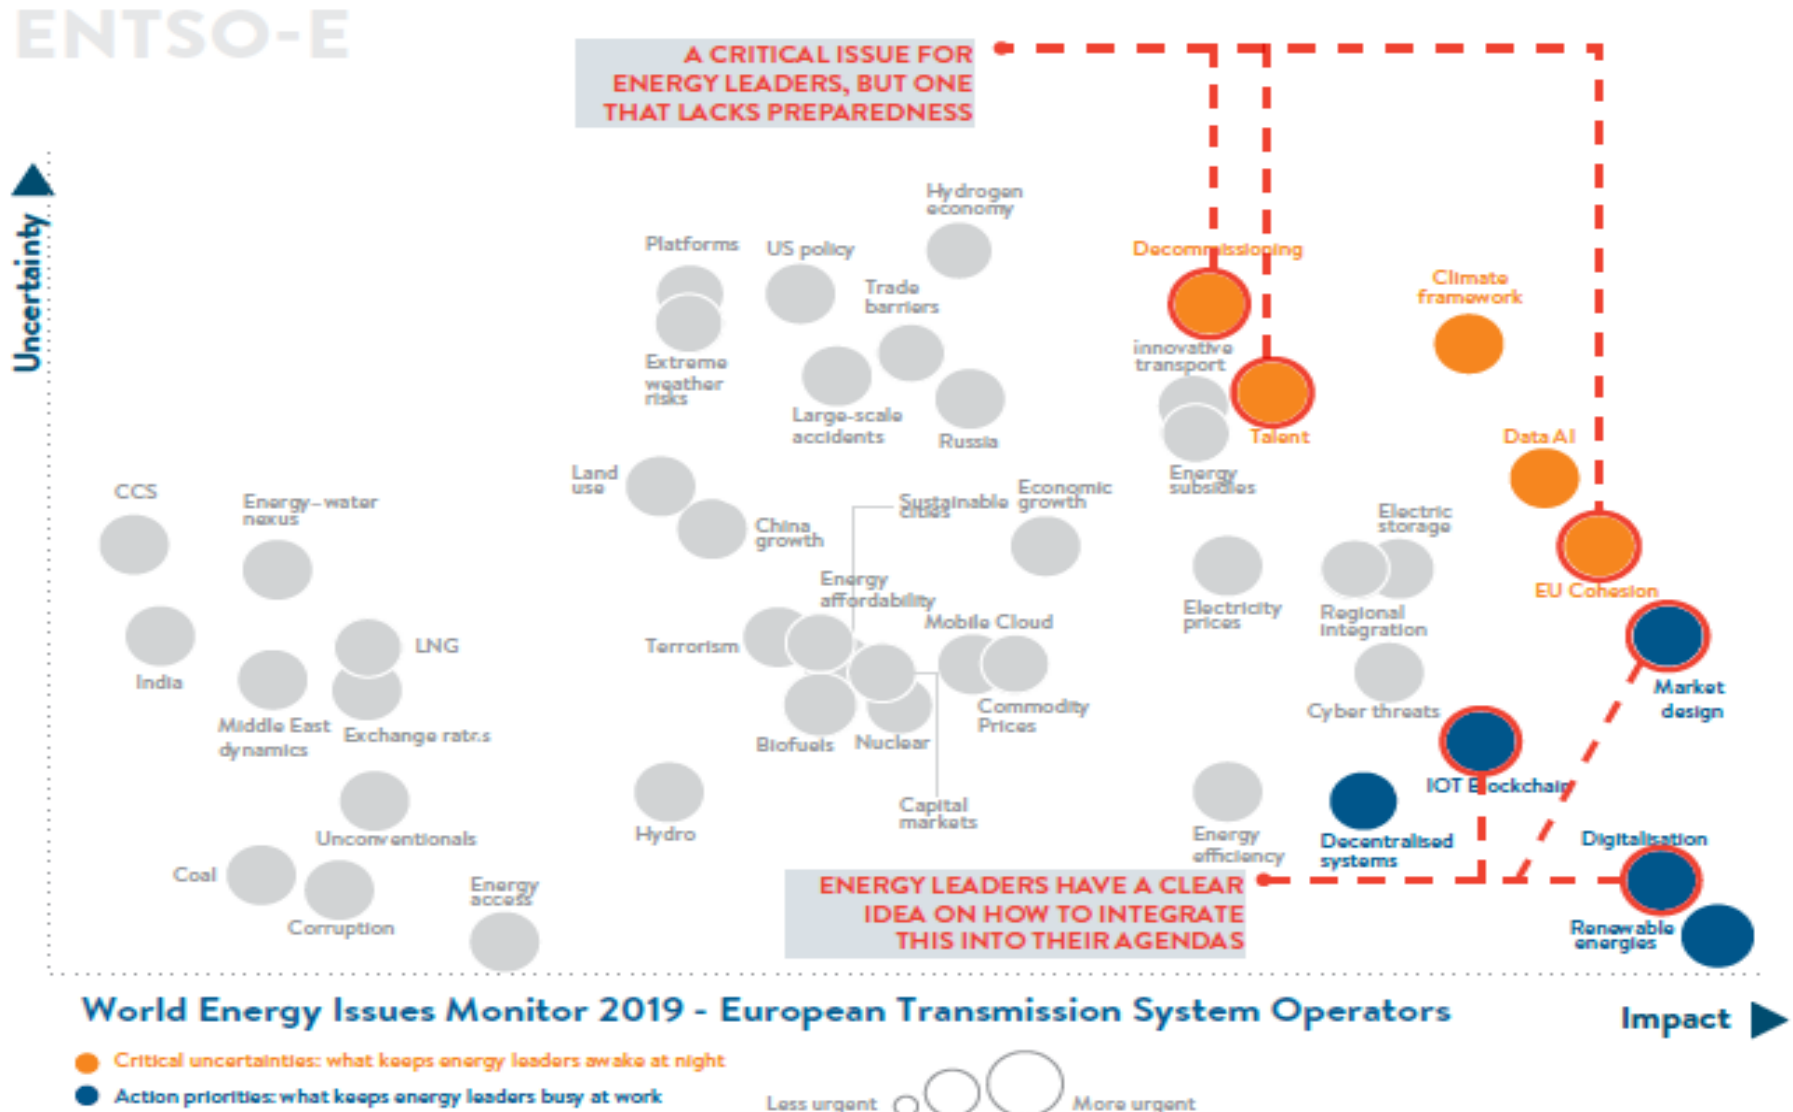 ENTSO-E
A CRITICAL ISSUE FOR
ENERGY LEADERS, BUT ONE
THAT LACKS PREPAREDNESS
Uncertainty
Hydrogen
economy
Platforms
US policy
Decommissioning
Trade
barriers
Climate
framework
innovative
transport
Extreme
weather
risks
Large-scale
accidents
Russia
Talent
Data AI
Land
use
Energy
subsidies
CCS
Energy-water
nexus
Sustainable
cities
Economic
growth
Electric
storage
China
growth
Energy
affordability
EU Cohesion
Electricity
prices
Regional
integration
Mobile Cloud
Terrorism
LNG
India
Market
design
Cyber threats
Commodity
Prices
Middle East
dynamics
Exchange ratr.s
Biofuels
Nuclear
IOT Blockchain
Capital
markets
Unconventionals
Hydro
Energy
efficiency
Decentralised
systems
Digitalisation
Coal
Energy
access
Corruption
Renewable
energies
ENERGY LEADERS HAVE A CLEAR
IDEA ON HOW TO INTEGRATE
THIS INTO THEIR AGENDAS
World Energy Issues Monitor 2019 - European Transmission System Operators
Impact
Critical uncertainties: what keeps energy leaders awake at night
Action priorities: what keeps energy leaders busy at work
Less urgent
More urgent